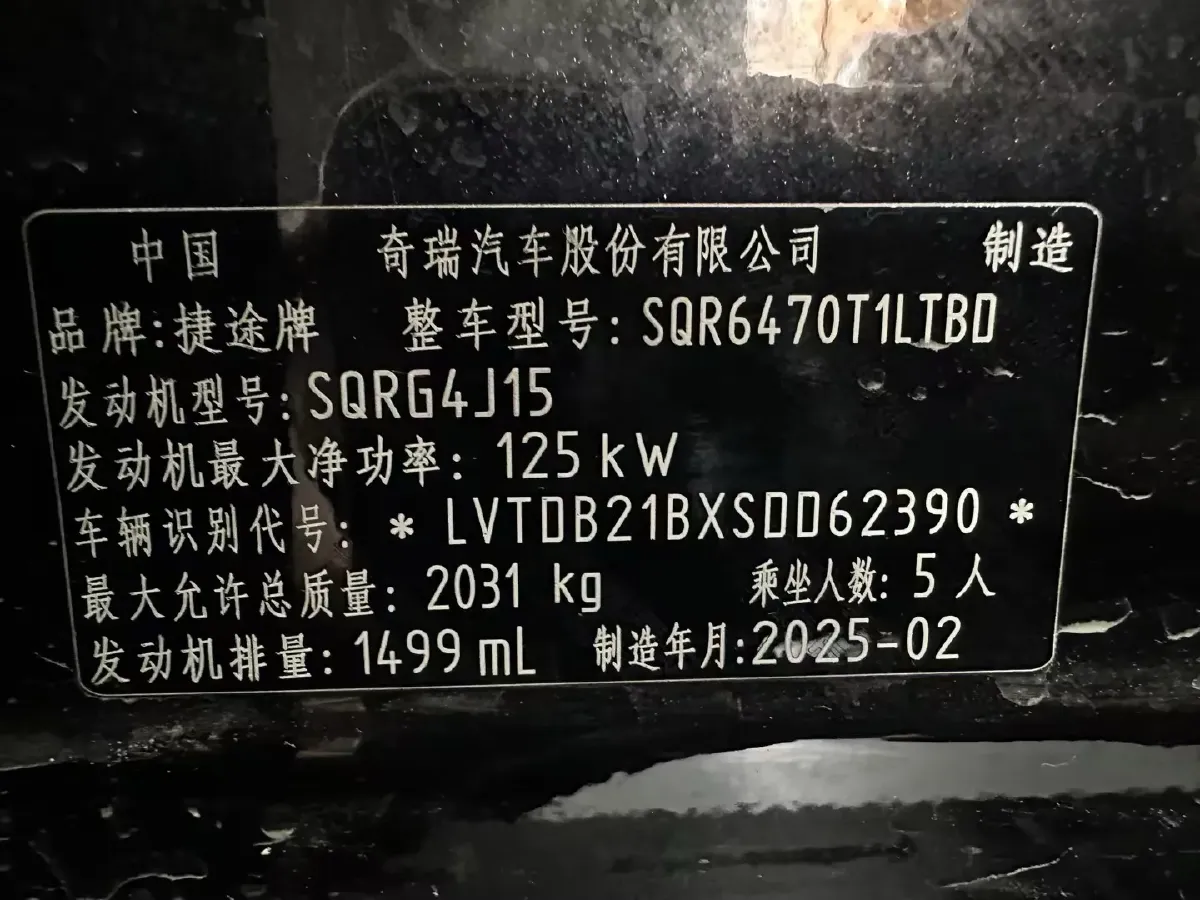 中国 奇瑞汽车股份有限公司 制造
品牌:捷途牌 整车型号:SQR6470T1LTBD
发动机型号:SQRG4J15
发动机最大净功率: 125 kW
车辆识别代号: * LVTDB21BXSDD62390 *
最大允许总质量: 2031 kg 乘坐人数: 5 人
发动机排量: 1499 mL 制造年月:2025-02